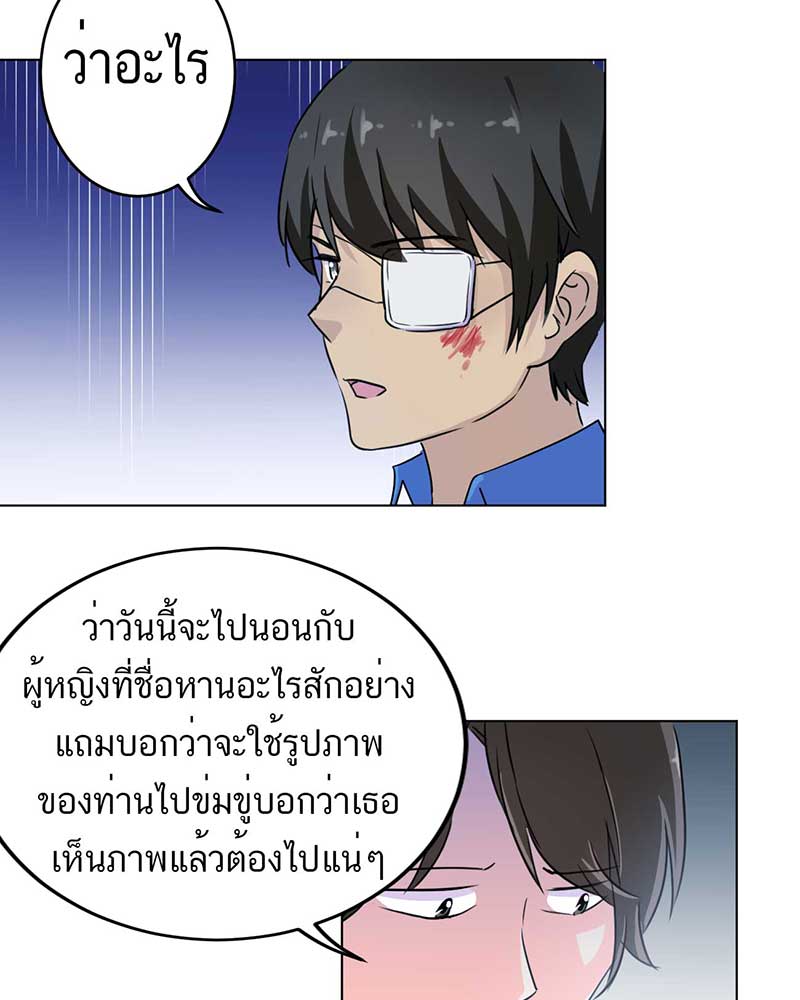 ว่าอะไร
ว่าวันนี้จะไปนอนกับ
ผู้หญิงที่ชื่อหานอะไรสักอย่าง
แถมบอกว่าจะใช้รูปภาพ
ของท่านไปข่มขู่บอกว่าเธอ
เห็นภาพแล้วต้องไปแน่ๆ